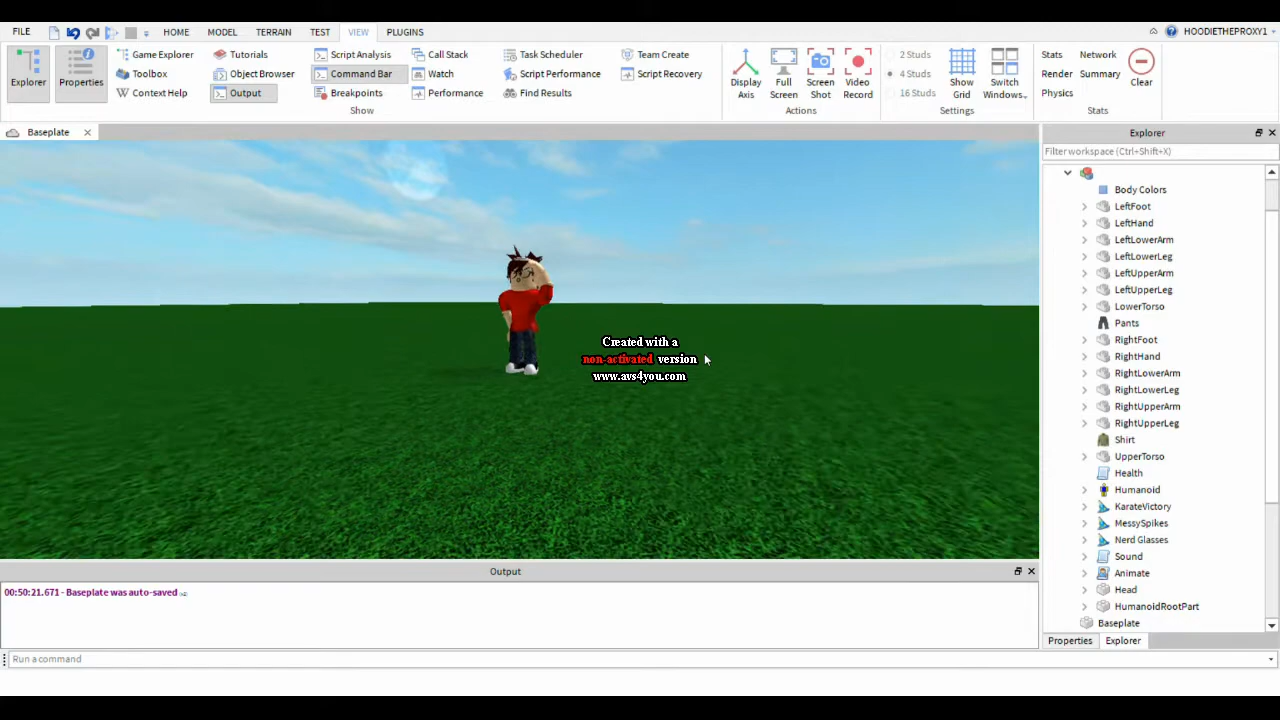 FILE HOME MODEL TERRAIN TEST VIEW PLUGINS HOODIETHEPROXY1
Explorer
Properties
Game Explorer
Toolbox
Context Help
Tutorials
Object Browser
Output
Script Analysis
Command Bar
Breakpoints
Call Stack
Watch
Performance
Task Scheduler
Script Performance
Find Results
Team Create
Script Recovery
Show
Display
Axis
Full
Screen
Screen
Shot
Video
Record
Actions
2 Studs
4 Studs
16 Studs
Show
Grid
Switch
Windows
Settings
Stats
Render
Physics
Network
Summary
Clear
Stats
Baseplate
Created with a
non-activated version
www.avs4you.com
Explorer
Filter workspace (Ctrl+Shift+X)
Body Colors
LeftFoot
LeftHand
LeftLowerArm
LeftLowerLeg
LeftUpperArm
LeftUpperLeg
LowerTorso
Pants
RightFoot
RightHand
RightLowerArm
RightLowerLeg
RightUpperArm
RightUpperLeg
Shirt
UpperTorso
Health
Humanoid
KarateVictory
MessySpikes
Nerd Glasses
Sound
Animate
Head
HumanoidRootPart
Baseplate
Properties Explorer
Output
00:50:21.671 - Baseplate was auto-saved
Run a command